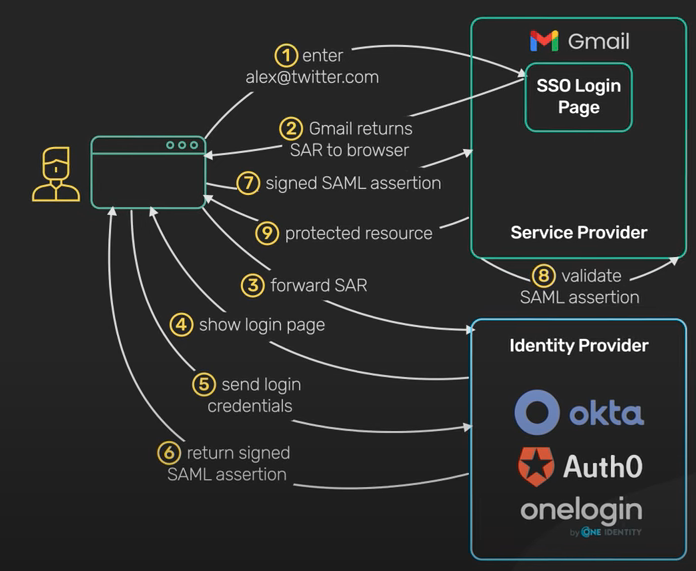 Gmail
SSO Login
Page
1 enter
alex@twitter.com
2 Gmail returns
SAR to browser
7 signed SAML assertion
9 protected resource
Service Provider
8 validate
SAML assertion
3 forward SAR
4 show login page
5 send login
credentials
6 return signed
SAML assertion
Identity Provider
okta
Auth0
onelogin
by ONE IDENTITY